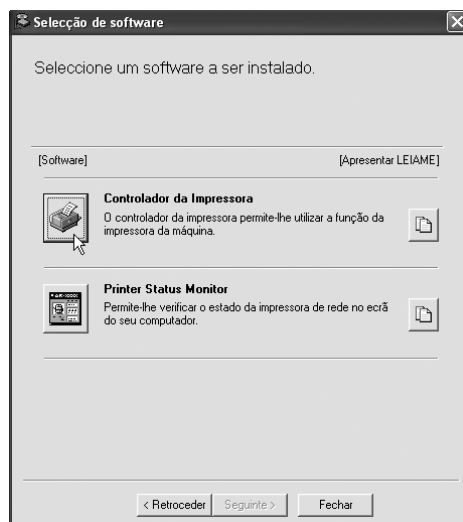 Selecção de software
Seleccione um software a ser instalado.
[Software] [Apresentar LEIAME]
Controlador da Impressora
O controlador da impressora permite-lhe utilizar a função da
impressora da máquina.
Printer Status Monitor
Permite-lhe verificar o estado da impressora de rede no ecrã
do seu computador.
< Retroceder Seguinte > Fechar